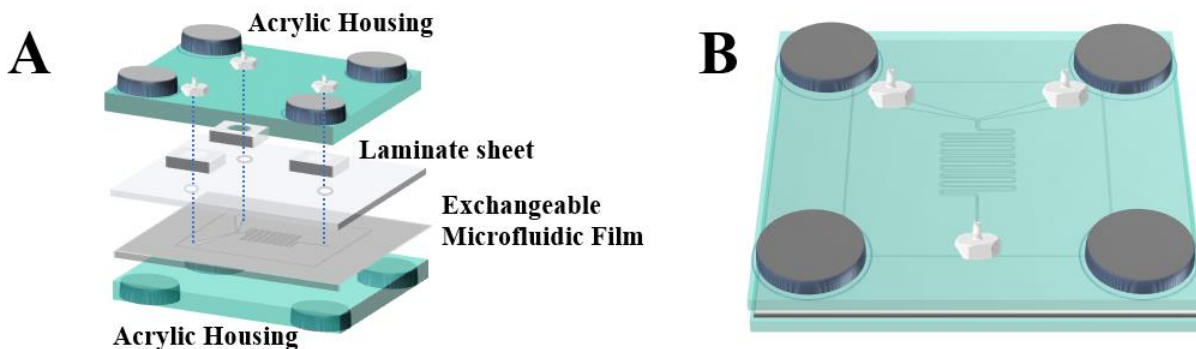 A
Acrylic Housing
Laminate sheet
Exchangeable
Microfluidic Film
Acrylic Housing
B